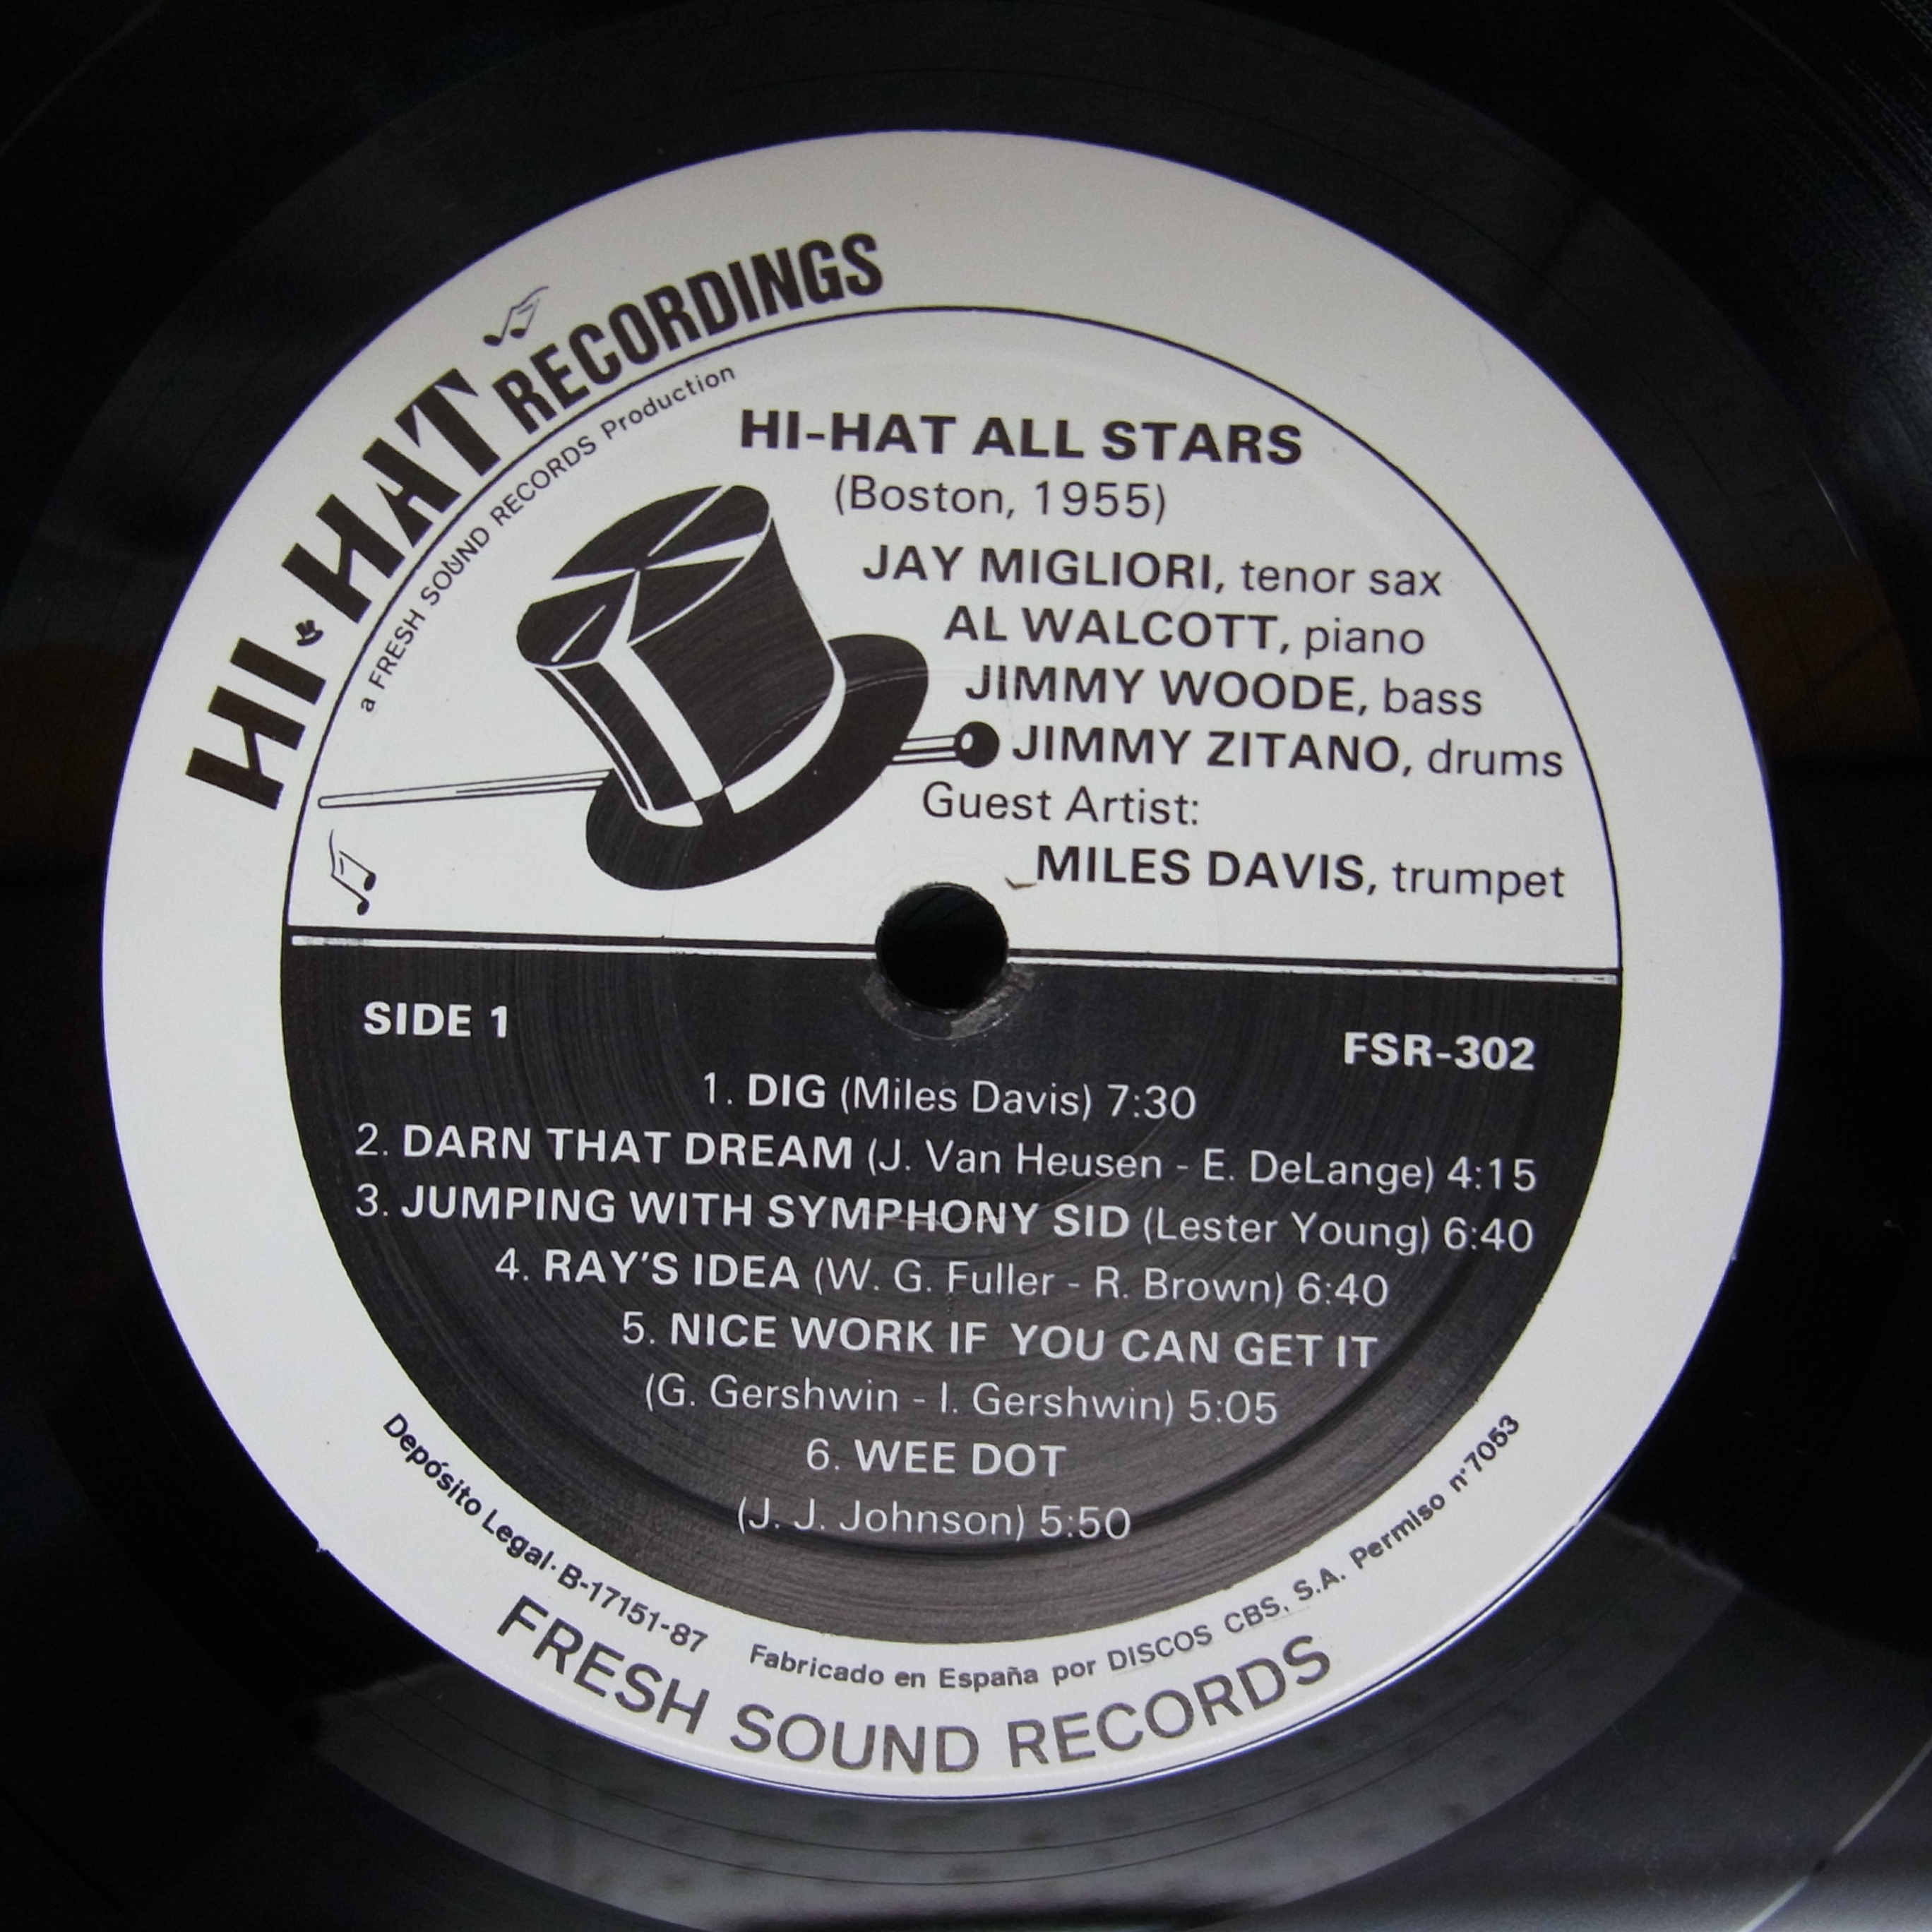 HI·HAT RECORDINGS
a FRESH SOUND RECORDS Production
HI-HAT ALL STARS
(Boston, 1955)
JAY MIGLIORI, tenor sax
AL WALCOTT, piano
JIMMY WOODE, bass
JIMMY ZITANO, drums
Guest Artist:
MILES DAVIS, trumpet
SIDE 1
FSR-302
1. DIG (Miles Davis) 7:30
2. DARN THAT DREAM (J. Van Heusen - E. DeLange) 4:15
3. JUMPING WITH SYMPHONY SID (Lester Young) 6:40
4. RAY'S IDEA (W. G. Fuller - R. Brown) 6:40
5. NICE WORK IF YOU CAN GET IT
(G. Gershwin - I. Gershwin) 5:05
6. WEE DOT
(J. J. Johnson) 5:50
Depósito Legal·B-17151-87 Fabricado en España por DISCOS CBS, S.A. Permiso n°7053
FRESH SOUND RECORDS